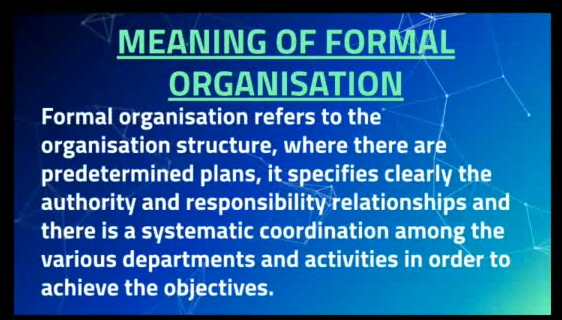 MEANING OF FORMAL
ORGANISATION
Formal organisation refers to the
organisation structure, where there are
predetermined plans, it specifies clearly the
authority and responsibility relationships and
there is a systematic coordination among the
various departments and activities in order to
achieve the objectives.